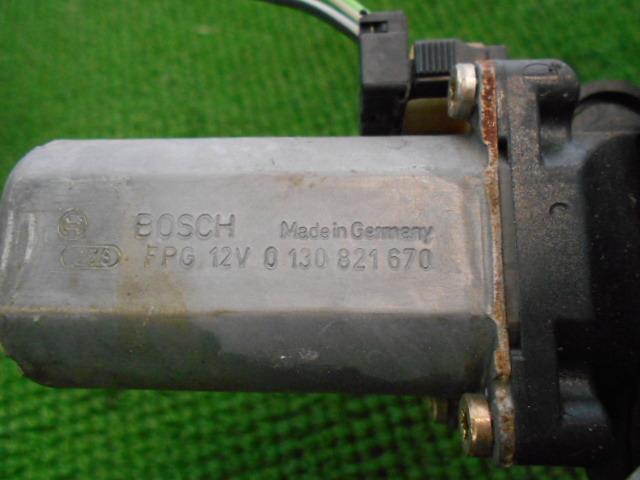 BOSCH Made in Germany
FPG 12V 0 130 821 670